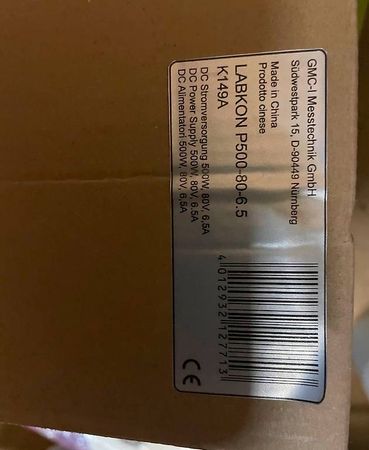 GMC-I Messtechnik GmbH
Südwestpark 15, D-90449 Nürnberg
Made in China
Prodotto cinese
LABKON P500-80-6.5
K149A
DC Stromversorgung 500W, 80V, 6,5A
DC Power Supply 500W, 80V, 6.5A
DC Alimentatori 500W, 80V, 6,5A
4 012932 127713
CE